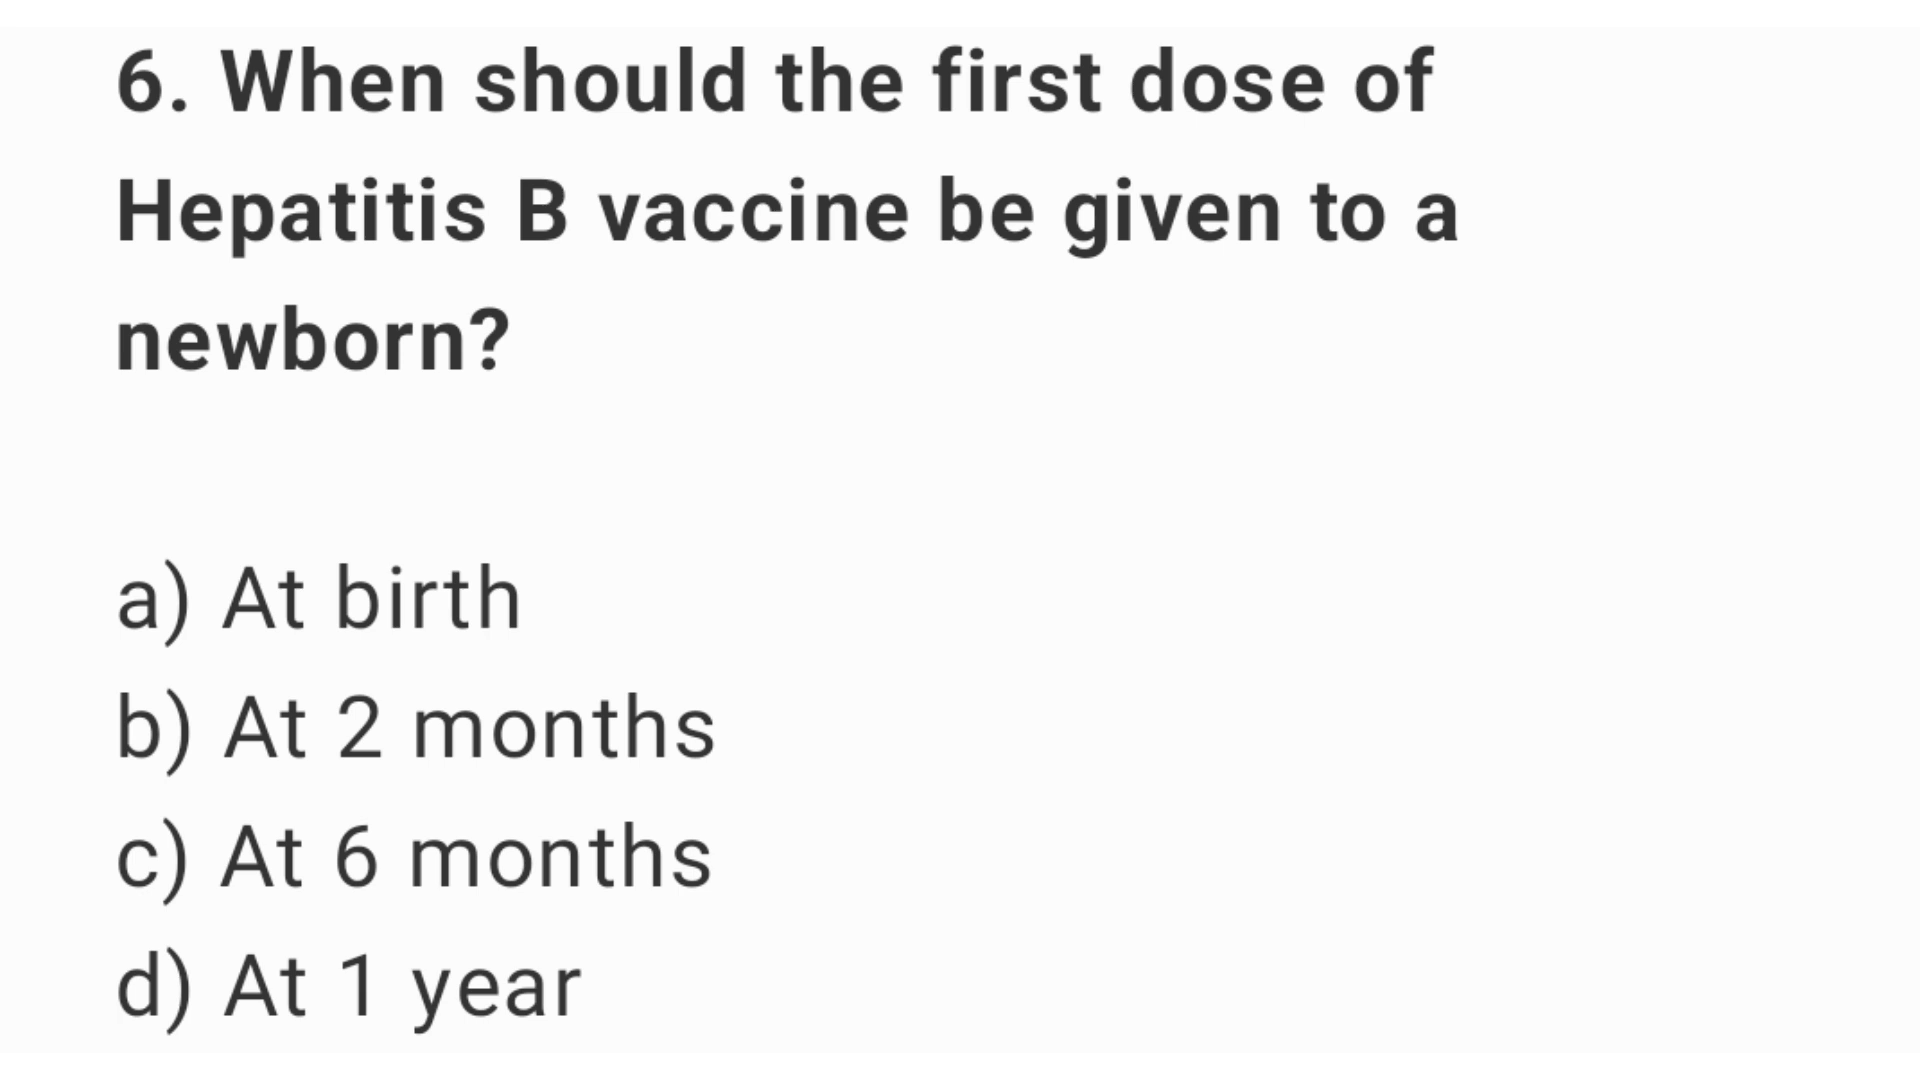 6. When should the first dose of
Hepatitis B vaccine be given to a
newborn?
a) At birth
b) At 2 months
c) At 6 months
d) At 1 year